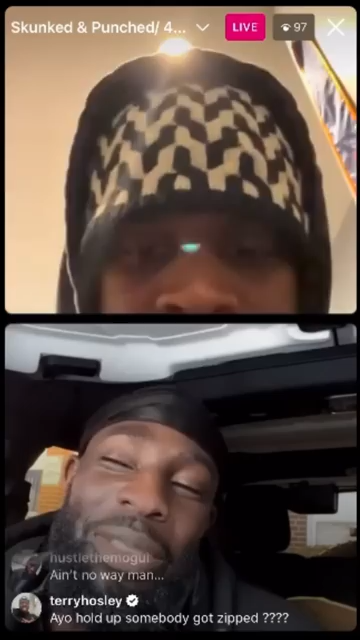 Skunked & Punched/ 4...
LIVE
97
hustlethemogul
Ain't no way man...
terryhosley
Ayo hold up somebody got zipped ????